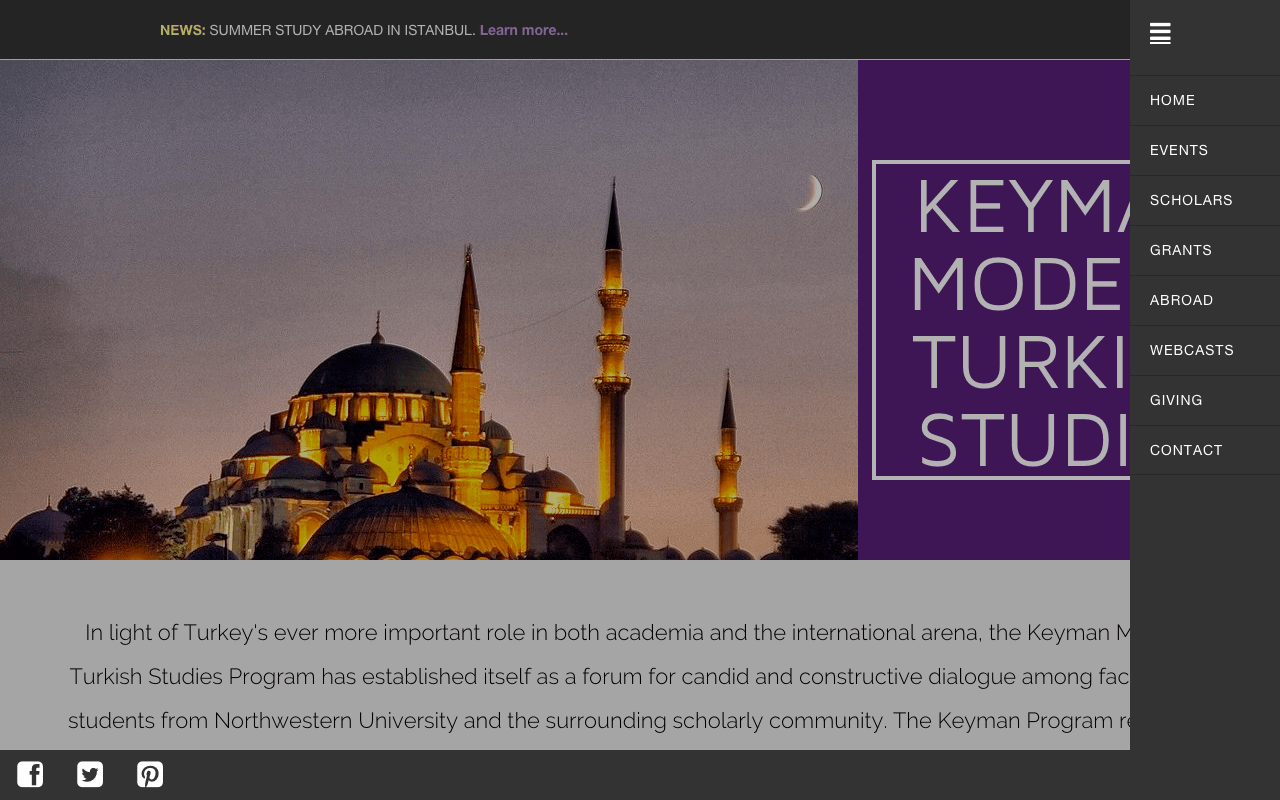 NEWS: SUMMER STUDY ABROAD IN ISTANBUL. Learn more...
HOME
EVENTS
SCHOLARS
GRANTS
ABROAD
WEBCASTS
GIVING
CONTACT
KEYMA
MODE
TURKI
STUDI
In light of Turkey's ever more important role in both academia and the international arena, the Keyman M
Turkish Studies Program has established itself as a forum for candid and constructive dialogue among fac
students from Northwestern University and the surrounding scholarly community. The Keyman Program re